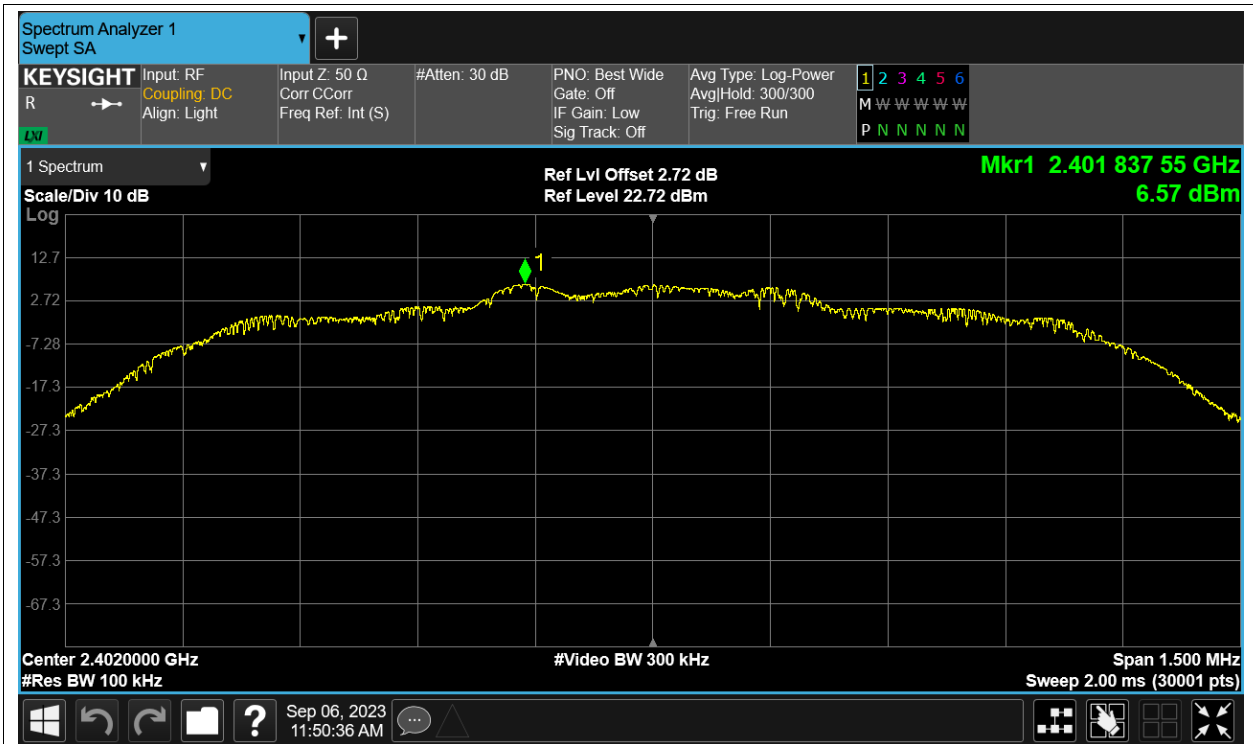 Spectrum Analyzer 1
Swept SA
KEYSIGHT
R
LXI
Input: RF
Coupling: DC
Align: Light
Input Z: 50 Ω
Corr CCorr
Freq Ref: Int (S)
#Atten: 30 dB
PNO: Best Wide
Gate: Off
IF Gain: Low
Sig Track: Off
Avg Type: Log-Power
Avg|Hold: 300/300
Trig: Free Run
1 2 3 4 5 6
M W W W W W
P N N N N N
1 Spectrum
Scale/Div 10 dB
Log
Ref Lvl Offset 2.72 dB
Ref Level 22.72 dBm
Mkr1 2.401 837 55 GHz
6.57 dBm
1
12.7
2.72
-7.28
-17.3
-27.3
-37.3
-47.3
-57.3
-67.3
Center 2.4020000 GHz
#Res BW 100 kHz
#Video BW 300 kHz
Span 1.500 MHz
Sweep 2.00 ms (30001 pts)
?
Sep 06, 2023
11:50:36 AM